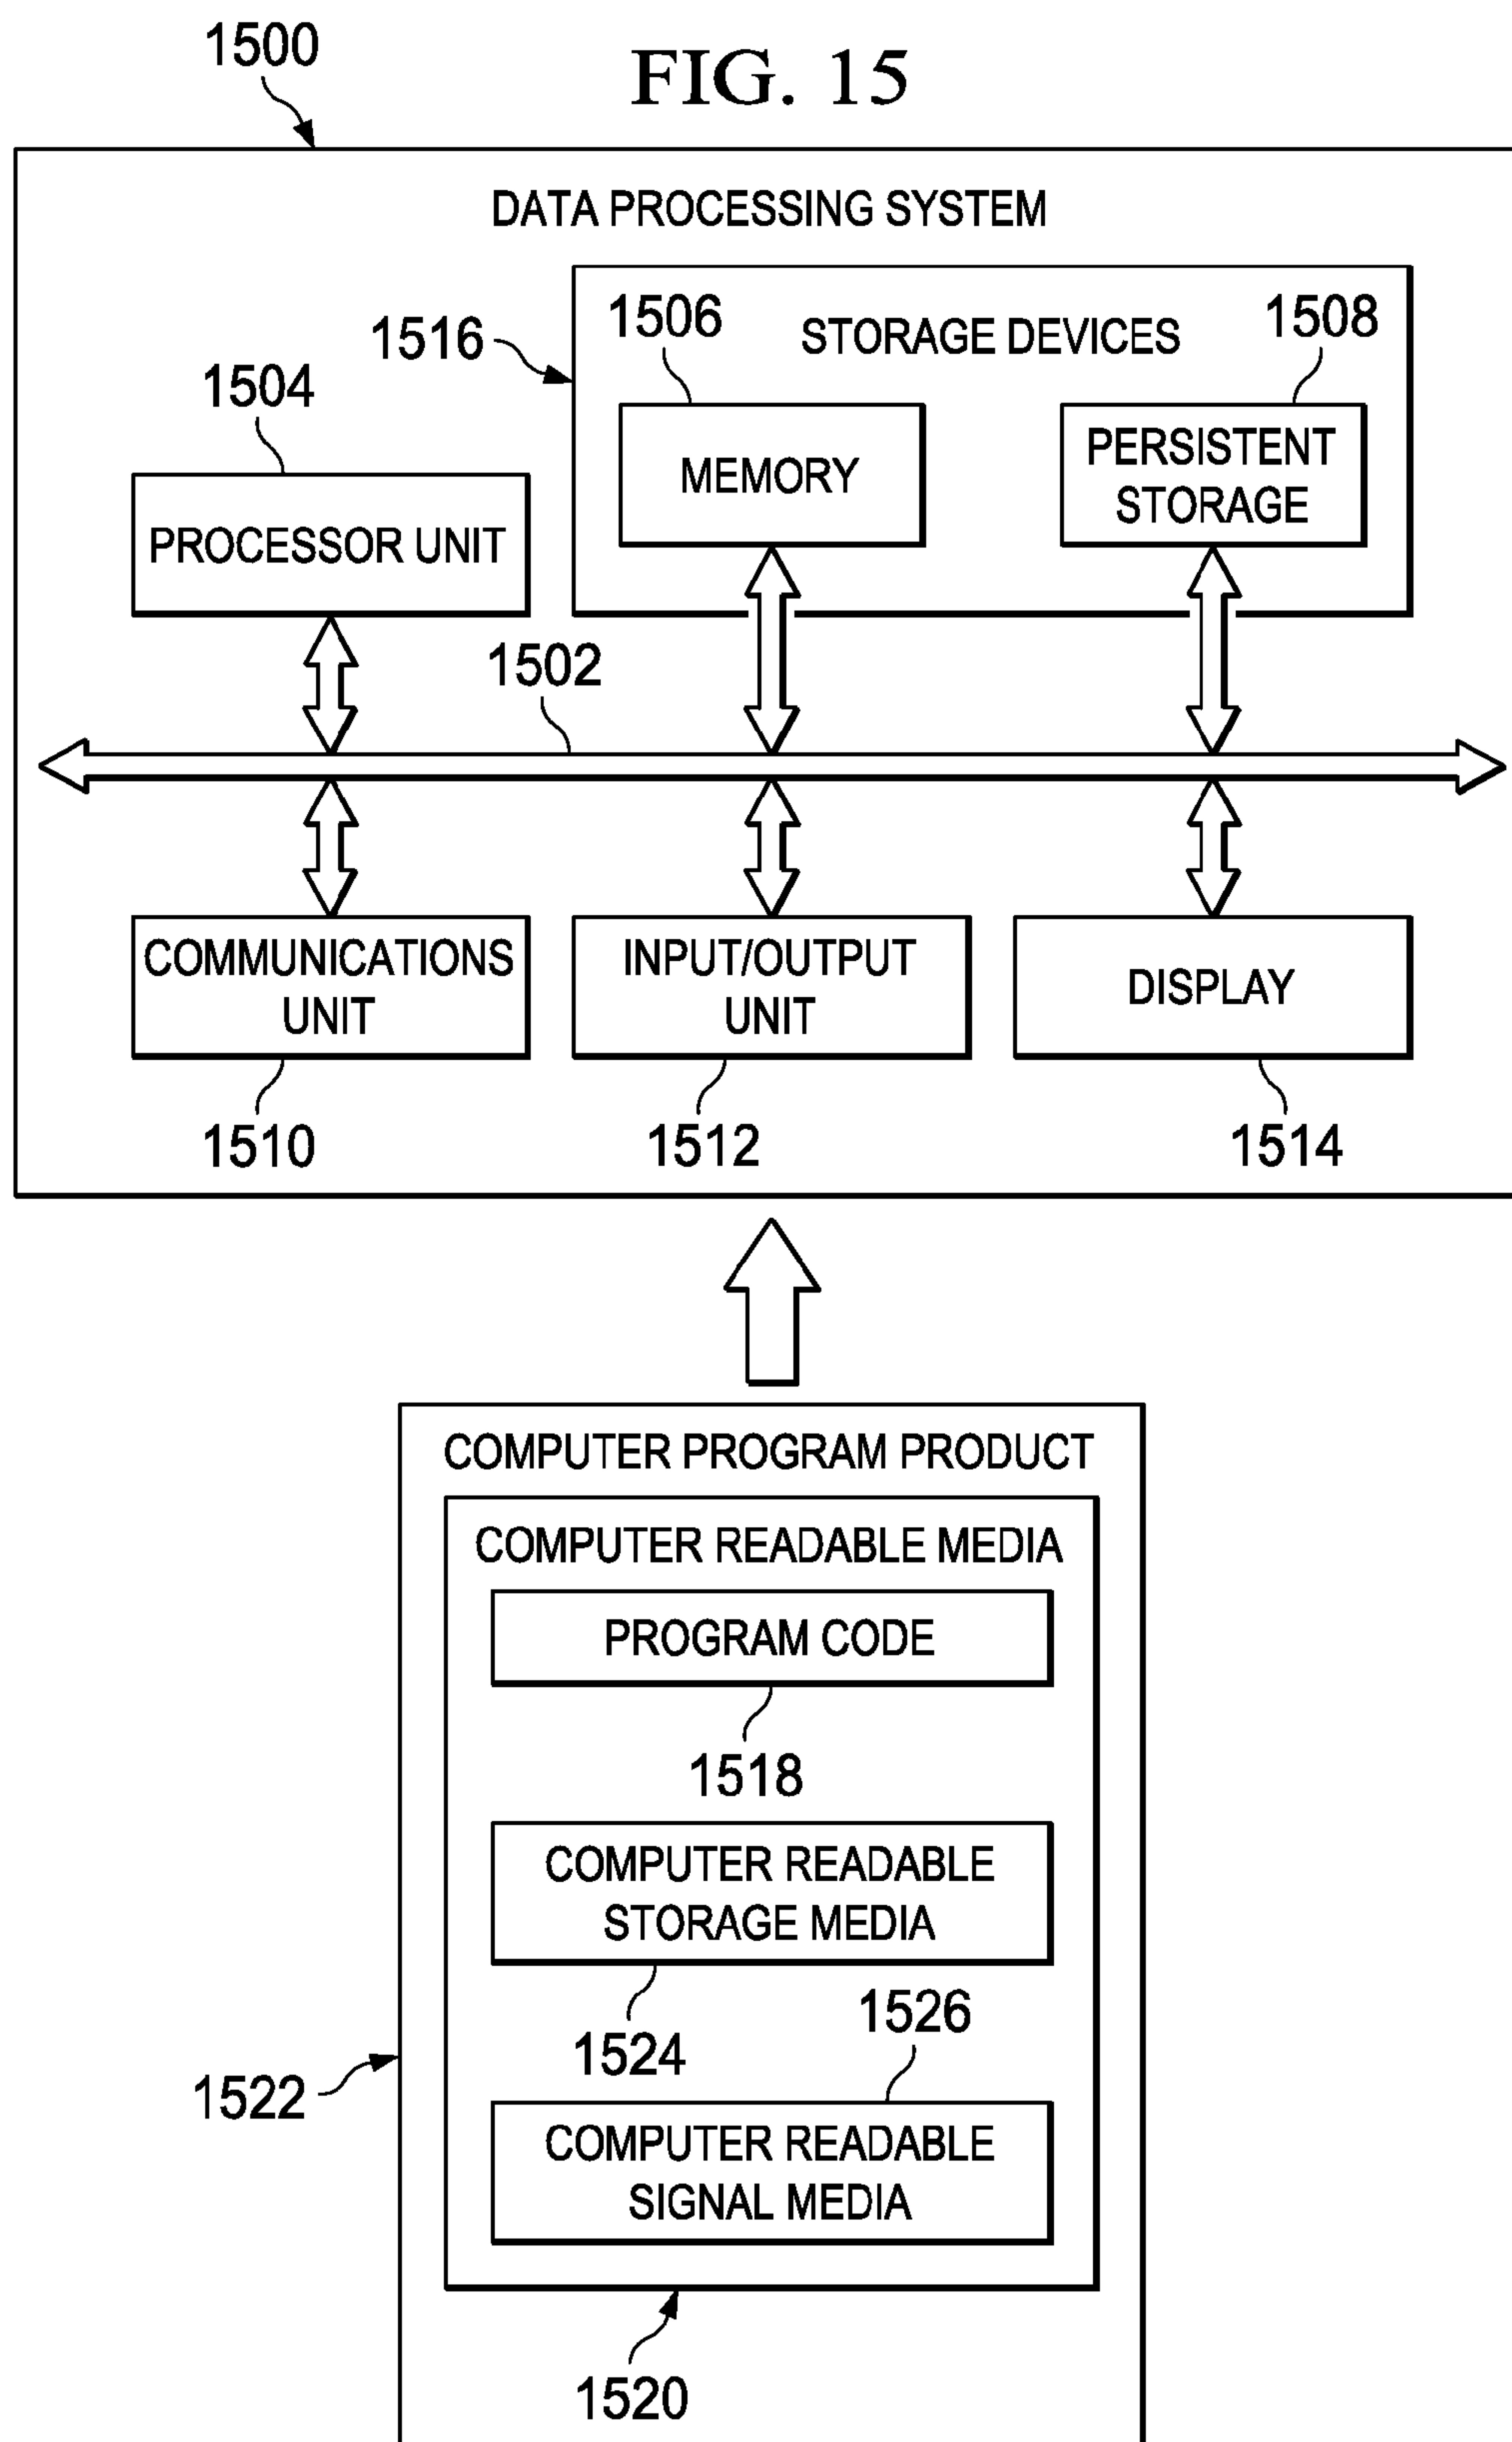 1500
FIG. 15
DATA PROCESSING SYSTEM
1516
1506
STORAGE DEVICES
1508
1504
MEMORY
PERSISTENT
STORAGE
PROCESSOR UNIT
1502
COMMUNICATIONS
UNIT
INPUT/OUTPUT
UNIT
DISPLAY
1510
1512
1514
COMPUTER PROGRAM PRODUCT
COMPUTER READABLE MEDIA
PROGRAM CODE
1518
COMPUTER READABLE
STORAGE MEDIA
1524
1526
1522
COMPUTER READABLE
SIGNAL MEDIA
1520